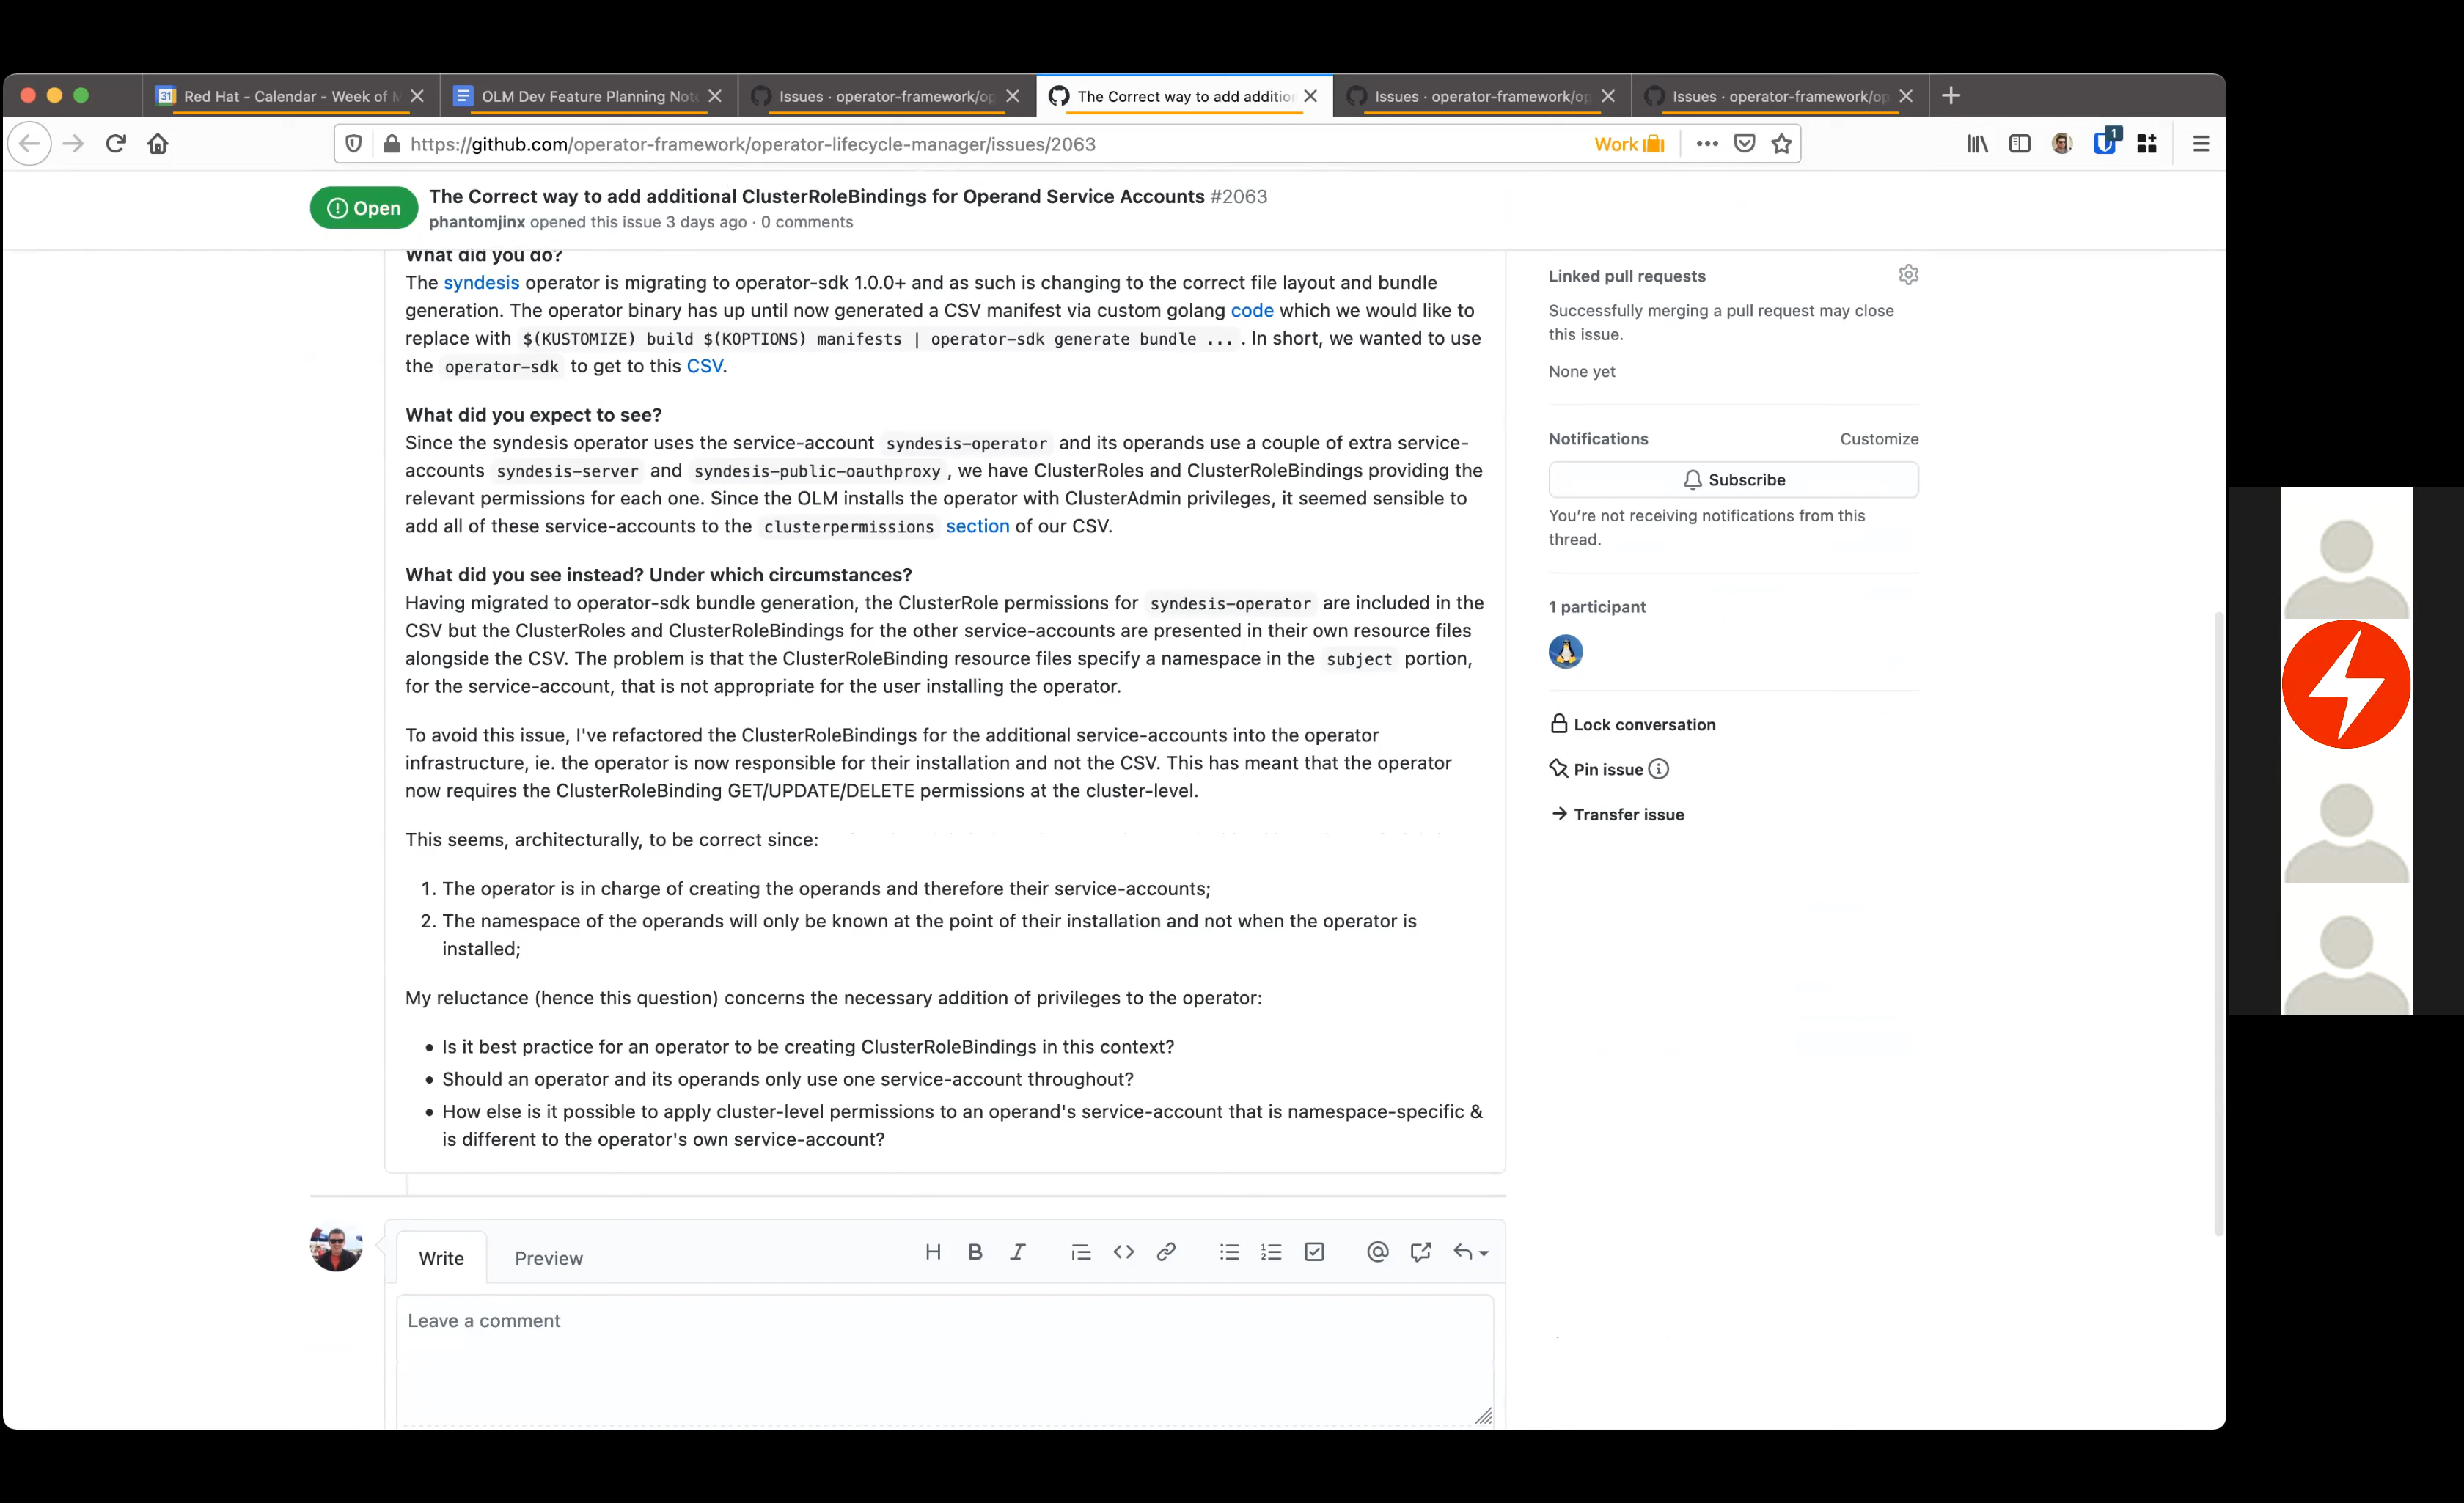 Red Hat - Calendar - Week of M
OLM Dev Feature Planning Not
Issues · operator-framework/op
The Correct way to add additio
Issues · operator-framework/op
Issues · operator-framework/op
https://github.com/operator-framework/operator-lifecycle-manager/issues/2063
Work
1
Open
The Correct way to add additional ClusterRoleBindings for Operand Service Accounts #2063
phantomjinx opened this issue 3 days ago · 0 comments
What did you do?
The syndesis operator is migrating to operator-sdk 1.0.0+ and as such is changing to the correct file layout and bundle
generation. The operator binary has up until now generated a CSV manifest via custom golang code which we would like to
replace with $(KUSTOMIZE) build $(KOPTIONS) manifests | operator-sdk generate bundle ... . In short, we wanted to use
the operator-sdk to get to this CSV.
What did you expect to see?
Since the syndesis operator uses the service-account syndesis-operator and its operands use a couple of extra service-
accounts syndesis-server and syndesis-public-oauthproxy, we have ClusterRoles and ClusterRoleBindings providing the
relevant permissions for each one. Since the OLM installs the operator with ClusterAdmin privileges, it seemed sensible to
add all of these service-accounts to the clusterpermissions section of our CSV.
What did you see instead? Under which circumstances?
Having migrated to operator-sdk bundle generation, the ClusterRole permissions for syndesis-operator are included in the
CSV but the ClusterRoles and ClusterRoleBindings for the other service-accounts are presented in their own resource files
alongside the CSV. The problem is that the ClusterRoleBinding resource files specify a namespace in the subject portion,
for the service-account, that is not appropriate for the user installing the operator.
To avoid this issue, I've refactored the ClusterRoleBindings for the additional service-accounts into the operator
infrastructure, ie. the operator is now responsible for their installation and not the CSV. This has meant that the operator
now requires the ClusterRoleBinding GET/UPDATE/DELETE permissions at the cluster-level.
This seems, architecturally, to be correct since:
1. The operator is in charge of creating the operands and therefore their service-accounts;
2. The namespace of the operands will only be known at the point of their installation and not when the operator is
installed;
My reluctance (hence this question) concerns the necessary addition of privileges to the operator:
• Is it best practice for an operator to be creating ClusterRoleBindings in this context?
• Should an operator and its operands only use one service-account throughout?
• How else is it possible to apply cluster-level permissions to an operand's service-account that is namespace-specific &
is different to the operator's own service-account?
Linked pull requests
Successfully merging a pull request may close
this issue.
None yet
Notifications
Customize
Subscribe
You're not receiving notifications from this
thread.
1 participant
Lock conversation
Pin issue
Transfer issue
Write
Preview
Leave a comment